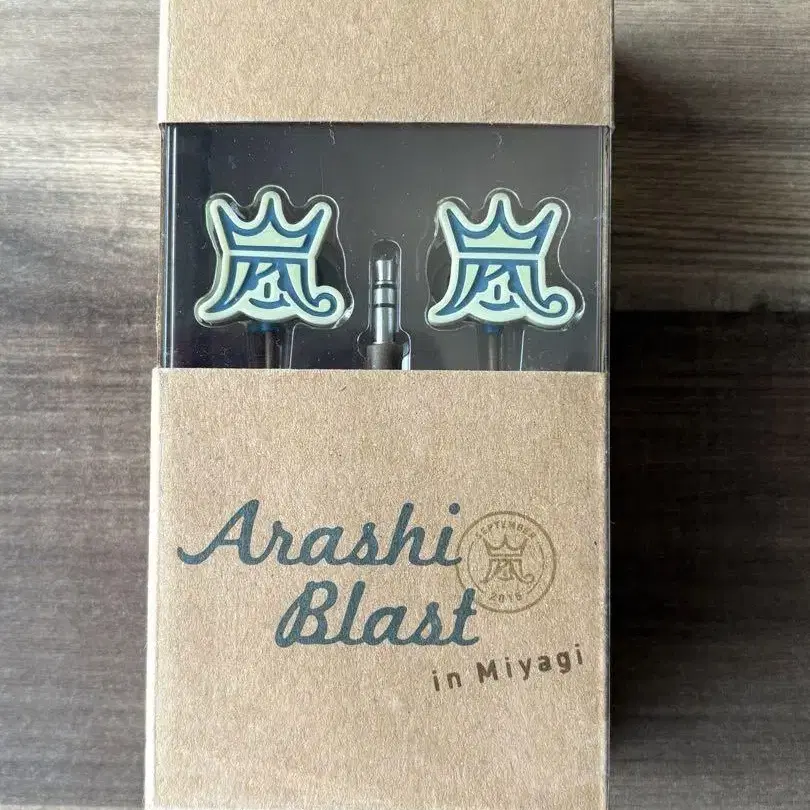 嵐 嵐
Arashi
SEPTEMBER
嵐
2015
Blast
in Miyagi